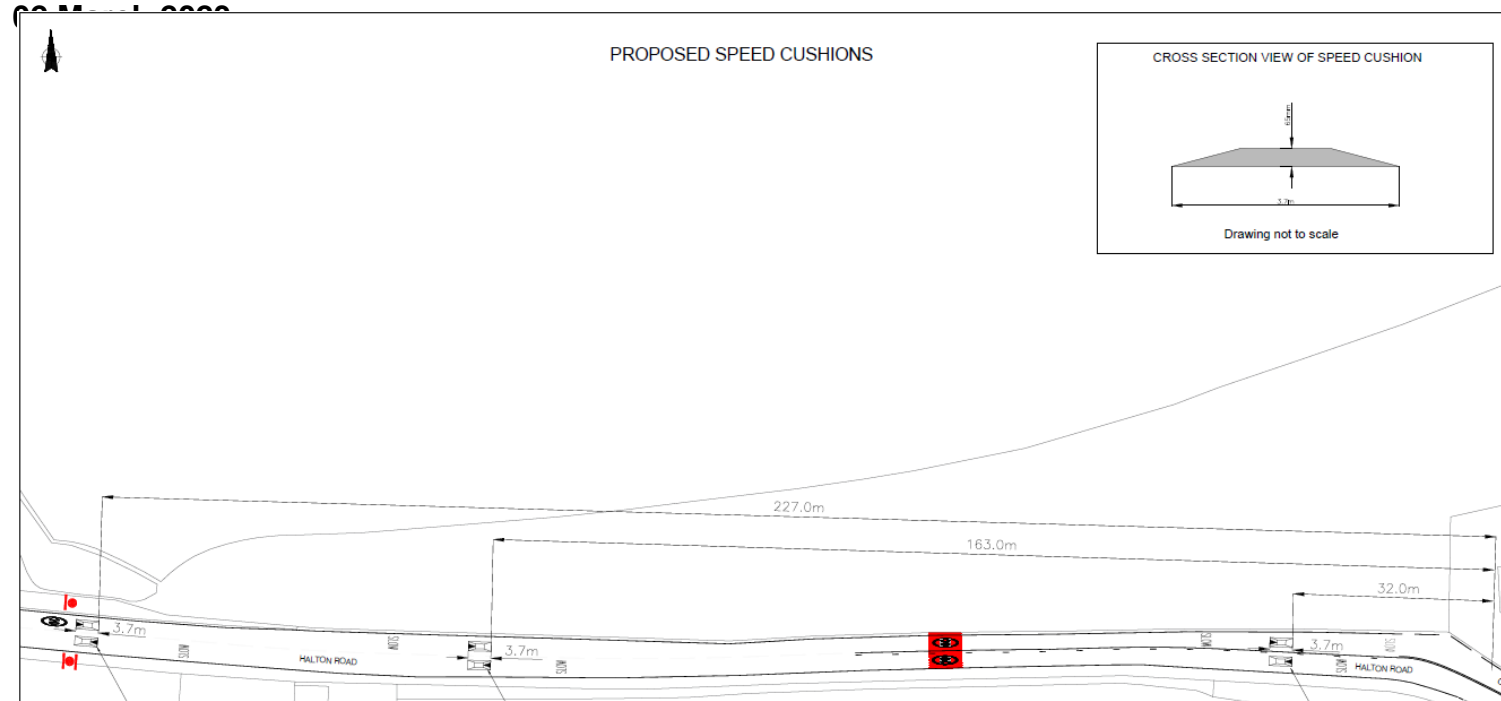 PROPOSED SPEED CUSHIONS
CROSS SECTION VIEW OF SPEED CUSHION
65mm
3.7m
Drawing not to scale
227.0m
163.0m
32.0m
3.7m
3.7m
3.7m
SLOW
SLOW
SLOW
SLOW
SLOW
SLOW
HALTON ROAD
HALTON ROAD